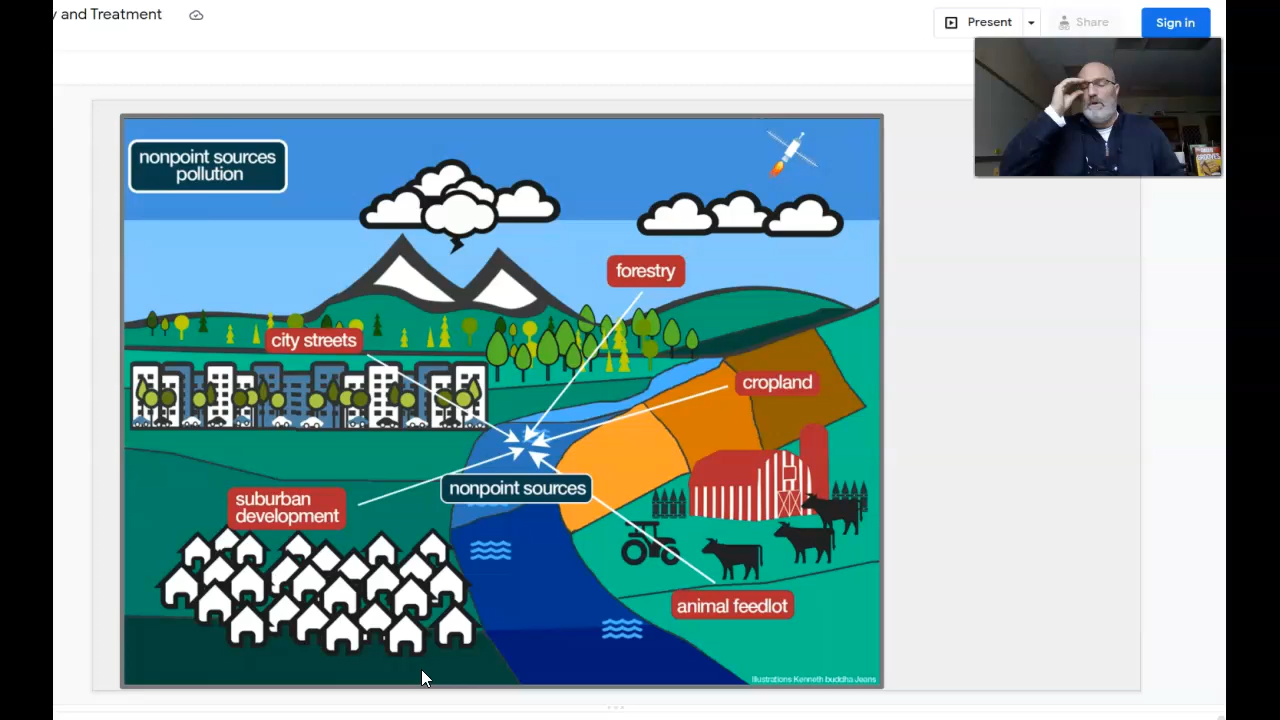 y and Treatment
Present
Share
Sign in
nonpoint sources
pollution
forestry
city streets
cropland
nonpoint sources
suburban
development
animal feedlot
Illustrations Kenneth buddha Jeans